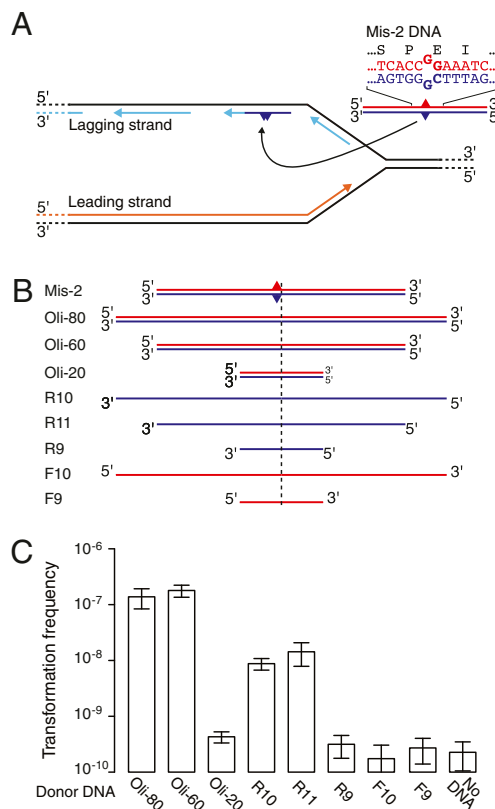 A
Mis-2 DNA
S P E I
...TCACCGGAAATC...
...AGTGGGCTTTAG...
5'
3'
5'
3'
3'
5'
Lagging strand
3'
5'
Leading strand
5'
3'
B
Mis-2 5' 3' 3' 5'
Oli-80 5' 3' 3' 5'
Oli-60 5' 3' 3' 5'
Oli-20 5' 3' 3' 5'
R10 3' 5'
R11 3' 5'
R9 3' 5'
F10 5' 3'
F9 5' 3'
C
Transformation frequency
10-6
10-7
10-8
10-9
10-10
Donor DNA Oli-80 Oli-60 Oli-20 R10 R11 R9 F10 F9 No DNA